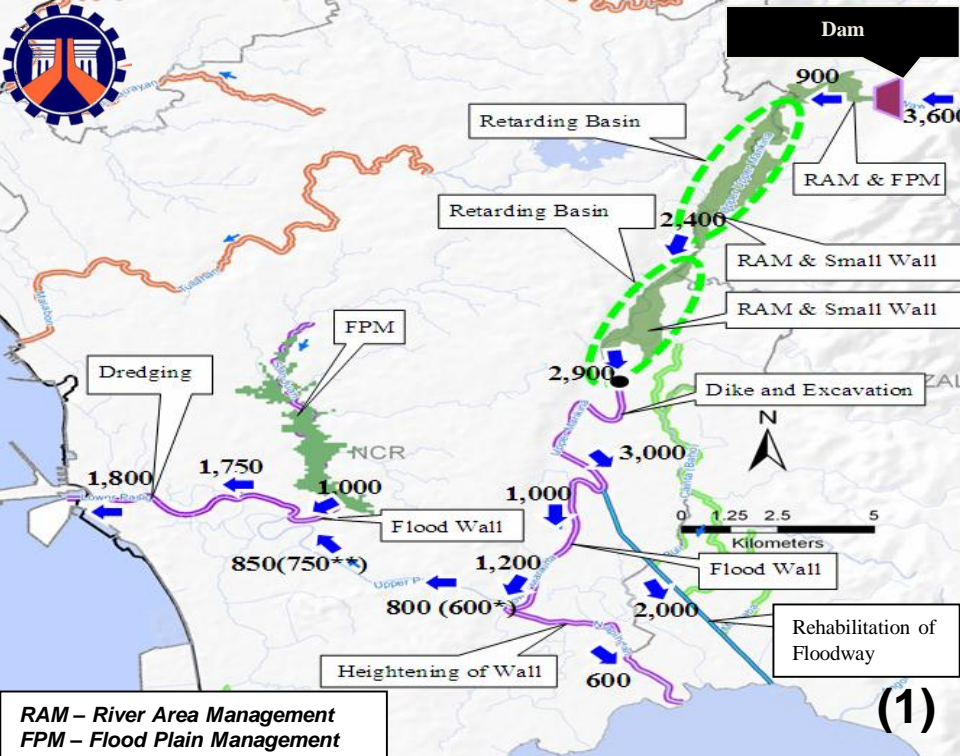 Dam
900
3,600
Retarding Basin
RAM & FPM
Retarding Basin
2,400
RAM & Small Wall
RAM & Small Wall
FPM
Tullahan
Malabon
Dredging
2,900
Dike and Excavation
N
NCR
3,000
1,800
1,750
1,000
1,000
Flood Wall
0 1.25 2.5 5
Kilometers
850(750**)
1,200
Flood Wall
800 (600*)
2,000
Heightening of Wall
600
Rehabilitation of
Floodway
(1)
RAM – River Area Management
FPM – Flood Plain Management